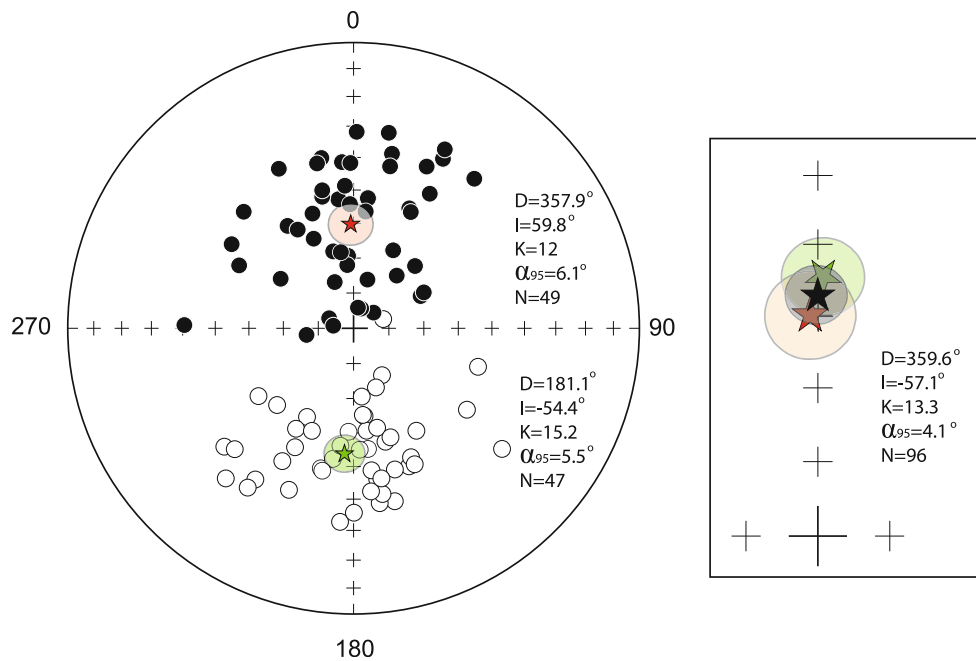 0
D=357.9°
I=59.8°
K=12
α95=6.1°
N=49
270
90
D=181.1°
I=-54.4°
K=15.2
α95=5.5°
N=47
180
D=359.6°
I=-57.1°
K=13.3
α95=4.1°
N=96